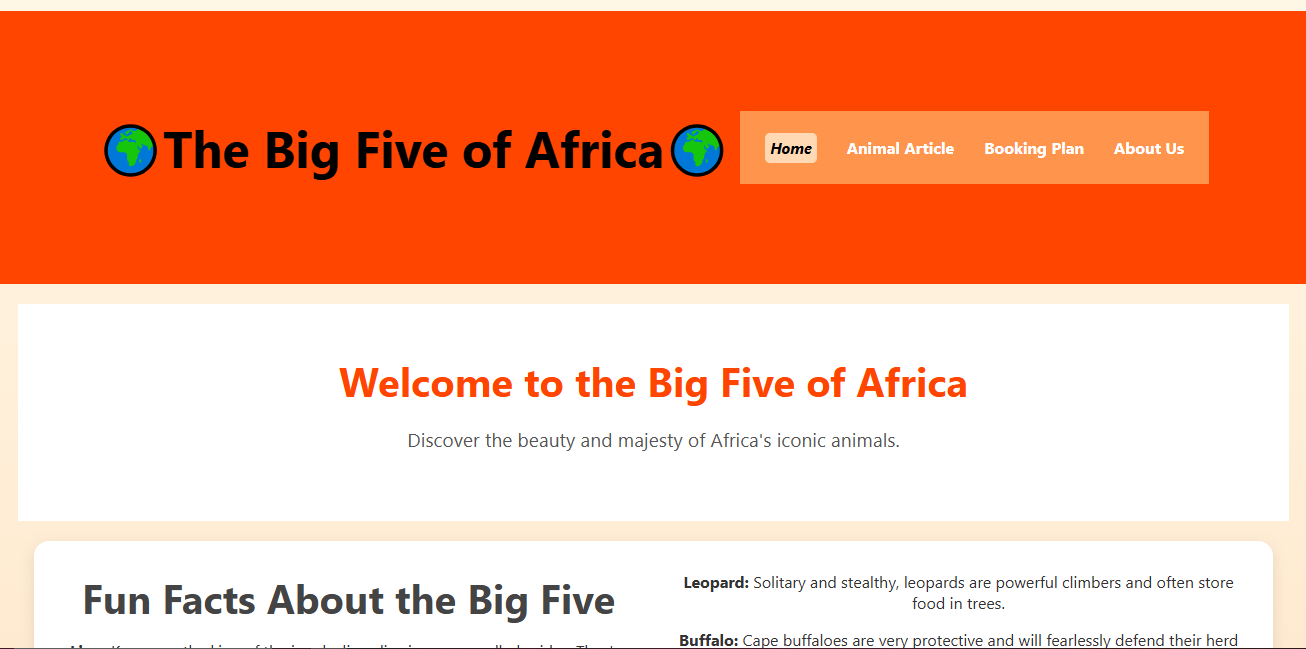 The Big Five of Africa
Home Animal Article Booking Plan About Us
Welcome to the Big Five of Africa
Discover the beauty and majesty of Africa's iconic animals.
Fun Facts About the Big Five
Leopard: Solitary and stealthy, leopards are powerful climbers and often store
food in trees.
Buffalo: Cape buffaloes are very protective and will fearlessly defend their herd